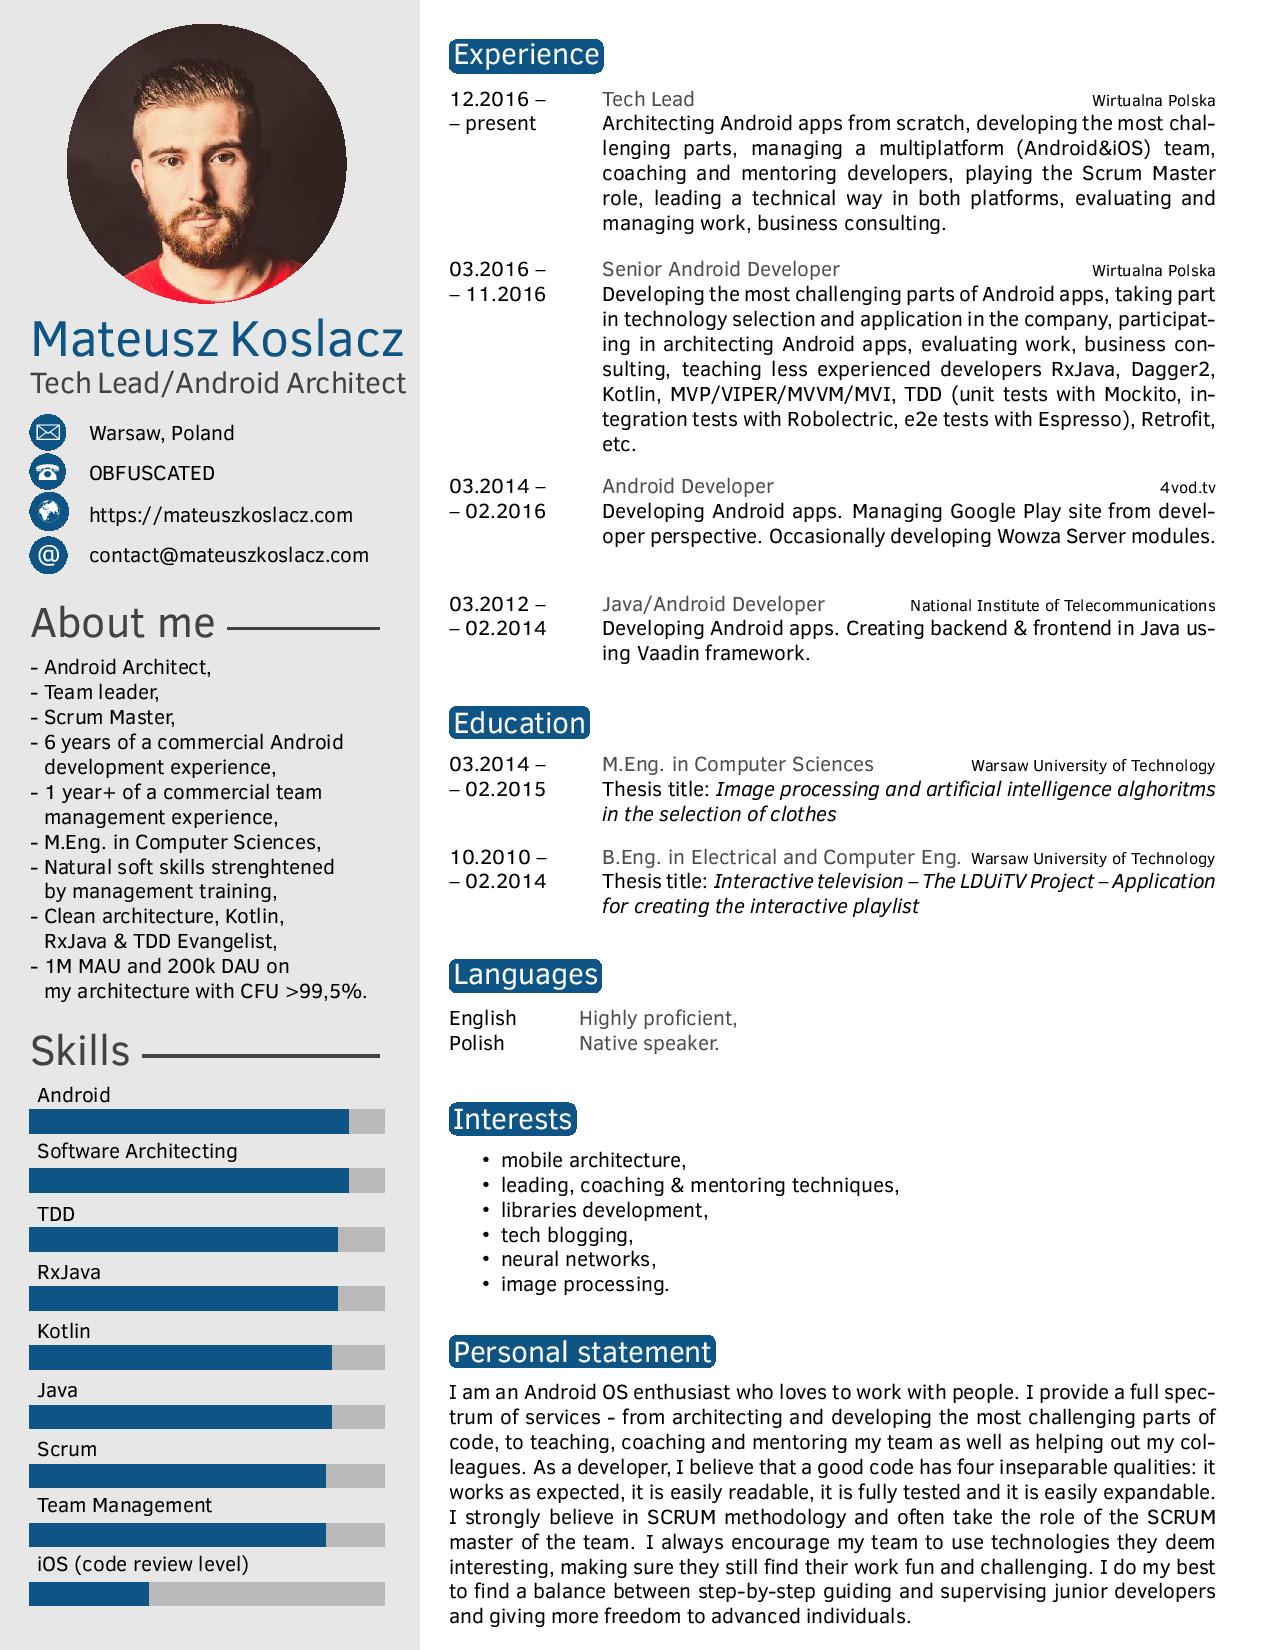 Mateusz Koslacz
Tech Lead/Android Architect
Warsaw, Poland
OBFUSCATED
https://mateuszkoslacz.com
@ contact@mateuszkoslacz.com
About me
- Android Architect,
- Team leader,
- Scrum Master,
- 6 years of a commercial Android
development experience,
- 1 year+ of a commercial team
management experience,
- M.Eng. in Computer Sciences,
- Natural soft skills strenghtened
by management training,
- Clean architecture, Kotlin,
RxJava & TDD Evangelist,
- 1M MAU and 200k DAU on
my architecture with CFU >99,5%.
Skills
Android
Software Architecting
TDD
RxJava
Kotlin
Java
Scrum
Team Management
iOS (code review level)
Experience
12.2016 – Tech Lead Wirtualna Polska
– present Architecting Android apps from scratch, developing the most chal-
lenging parts, managing a multiplatform (Android&iOS) team,
coaching and mentoring developers, playing the Scrum Master
role, leading a technical way in both platforms, evaluating and
managing work, business consulting.
03.2016 – Senior Android Developer Wirtualna Polska
– 11.2016 Developing the most challenging parts of Android apps, taking part
in technology selection and application in the company, participat-
ing in architecting Android apps, evaluating work, business con-
sulting, teaching less experienced developers RxJava, Dagger2,
Kotlin, MVP/VIPER/MVVM/MVI, TDD (unit tests with Mockito, in-
tegration tests with Robolectric, e2e tests with Espresso), Retrofit,
etc.
03.2014 – Android Developer 4vod.tv
– 02.2016 Developing Android apps. Managing Google Play site from devel-
oper perspective. Occasionally developing Wowza Server modules.
03.2012 – Java/Android Developer National Institute of Telecommunications
– 02.2014 Developing Android apps. Creating backend & frontend in Java us-
ing Vaadin framework.
Education
03.2014 – M.Eng. in Computer Sciences Warsaw University of Technology
– 02.2015 Thesis title: Image processing and artificial intelligence alghoritms
in the selection of clothes
10.2010 – B.Eng. in Electrical and Computer Eng. Warsaw University of Technology
– 02.2014 Thesis title: Interactive television – The LDUiTV Project – Application
for creating the interactive playlist
Languages
English Highly proficient,
Polish Native speaker.
Interests
• mobile architecture,
• leading, coaching & mentoring techniques,
• libraries development,
• tech blogging,
• neural networks,
• image processing.
Personal statement
I am an Android OS enthusiast who loves to work with people. I provide a full spec-
trum of services - from architecting and developing the most challenging parts of
code, to teaching, coaching and mentoring my team as well as helping out my col-
leagues. As a developer, I believe that a good code has four inseparable qualities: it
works as expected, it is easily readable, it is fully tested and it is easily expandable.
I strongly believe in SCRUM methodology and often take the role of the SCRUM
master of the team. I always encourage my team to use technologies they deem
interesting, making sure they still find their work fun and challenging. I do my best
to find a balance between step-by-step guiding and supervising junior developers
and giving more freedom to advanced individuals.